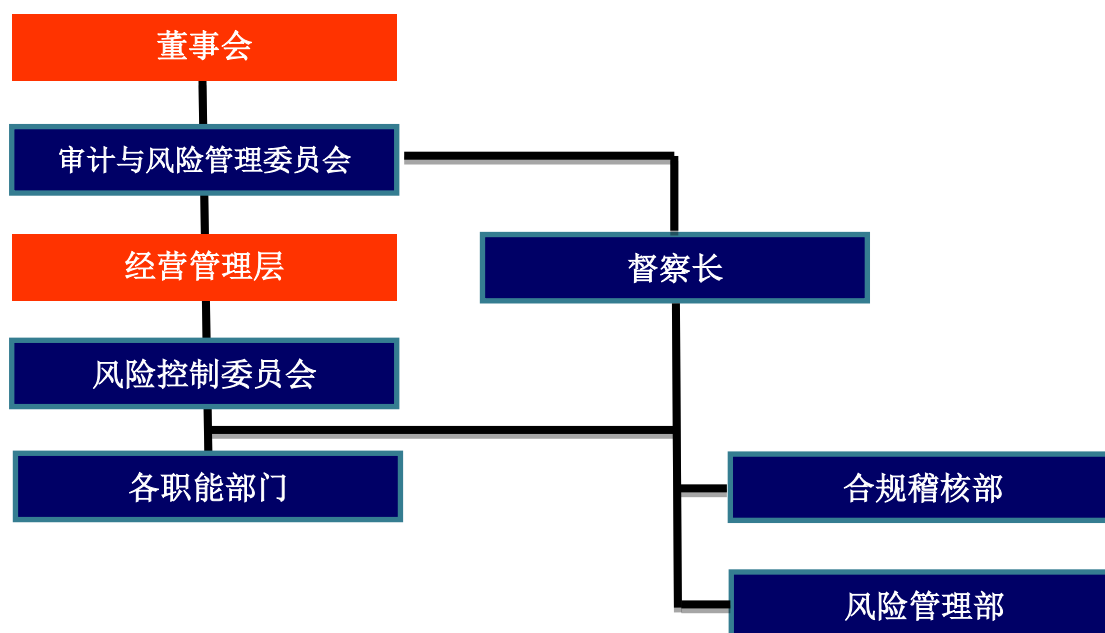 董事会
审计与风险管理委员会
经营管理层
督察长
风险控制委员会
各职能部门
合规稽核部
风险管理部